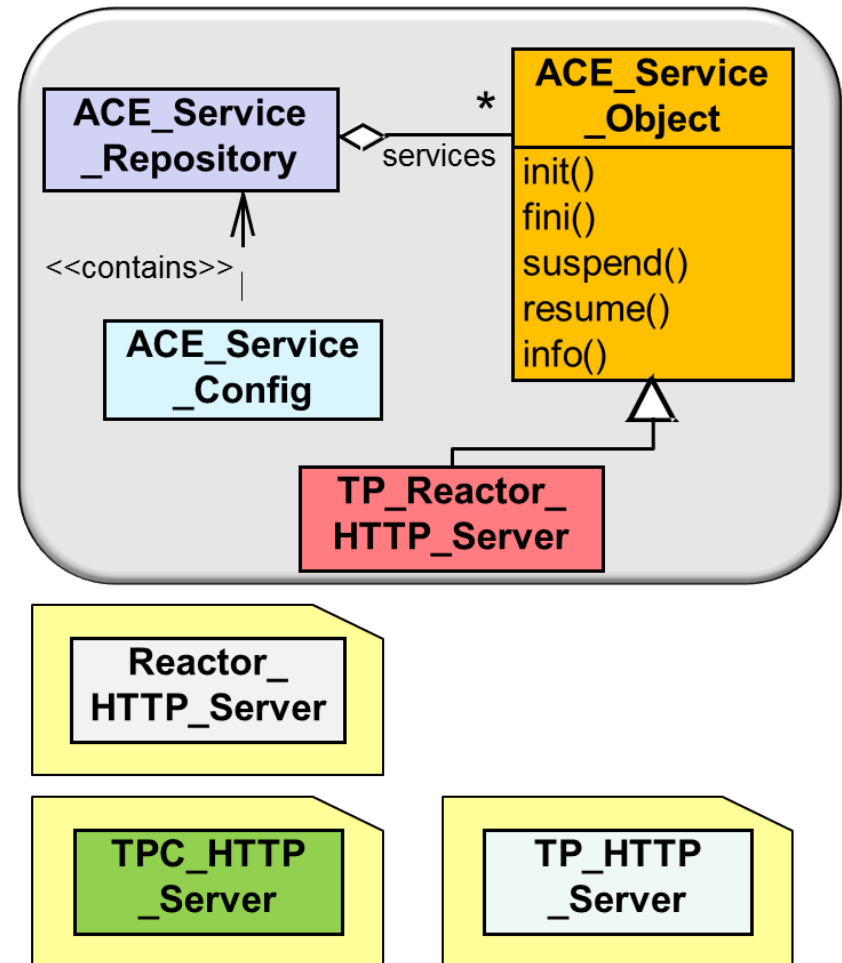 ACE_Service
_Repository
*
services
ACE_Service
_Object
init()
fini()
suspend()
resume()
info()
<<contains>>
ACE_Service
_Config
TP_Reactor_
HTTP_Server
Reactor_
HTTP_Server
TPC_HTTP
_Server
TP_HTTP
_Server